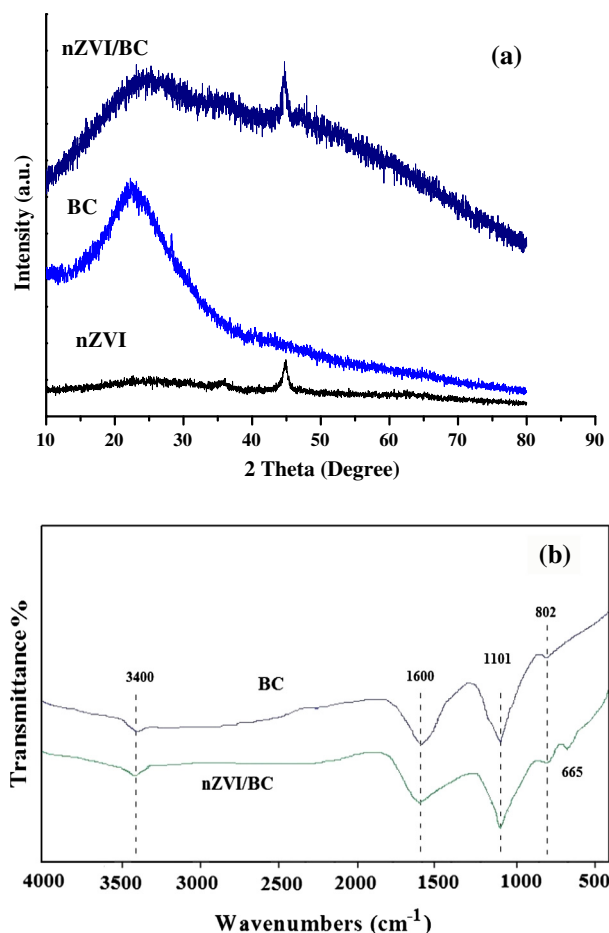 nZVI/BC
(a)
BC
nZVI
Intensity (a.u.)
10 20 30 40 50 60 70 80 90
2 Theta (Degree)
(b)
802
1101
1600
3400
BC
nZVI/BC
665
Transmittance%
4000 3500 3000 2500 2000 1500 1000 500
Wavenumbers (cm⁻¹)